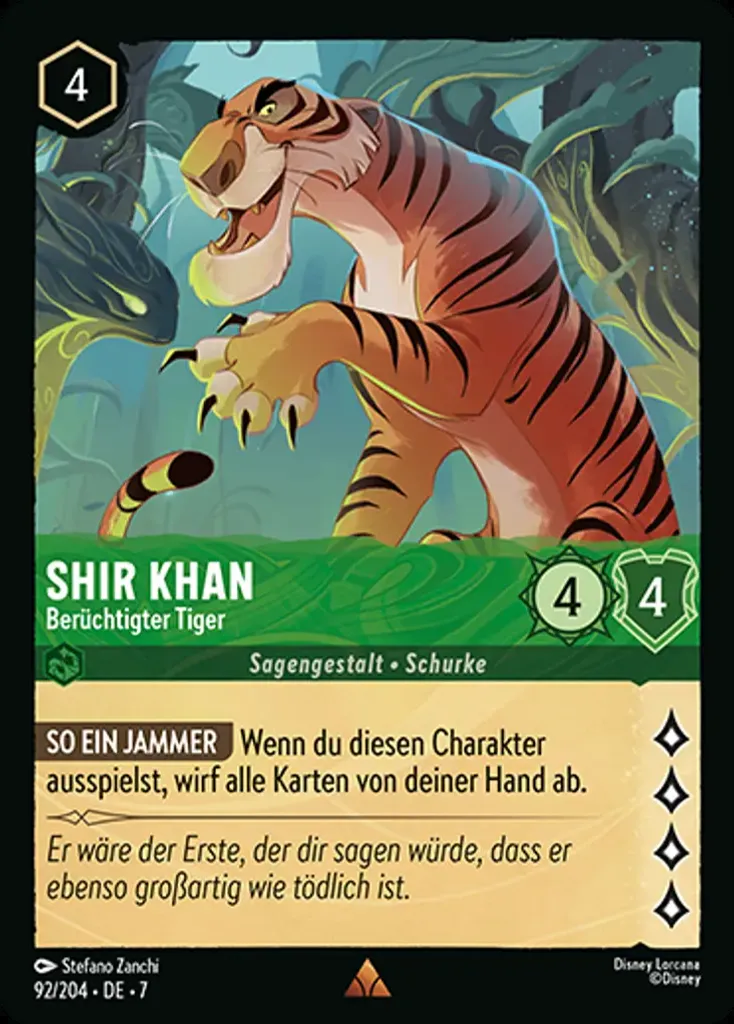 4
SHIR KHAN
Berüchtigter Tiger
4
4
Sagengestalt • Schurke
SO EIN JAMMER Wenn du diesen Charakter
ausspielst, wirf alle Karten von deiner Hand ab.
Er wäre der Erste, der dir sagen würde, dass er
ebenso großartig wie tödlich ist.
Stefano Zanchi
92/204 • DE • 7
Disney Lorcana
©Disney